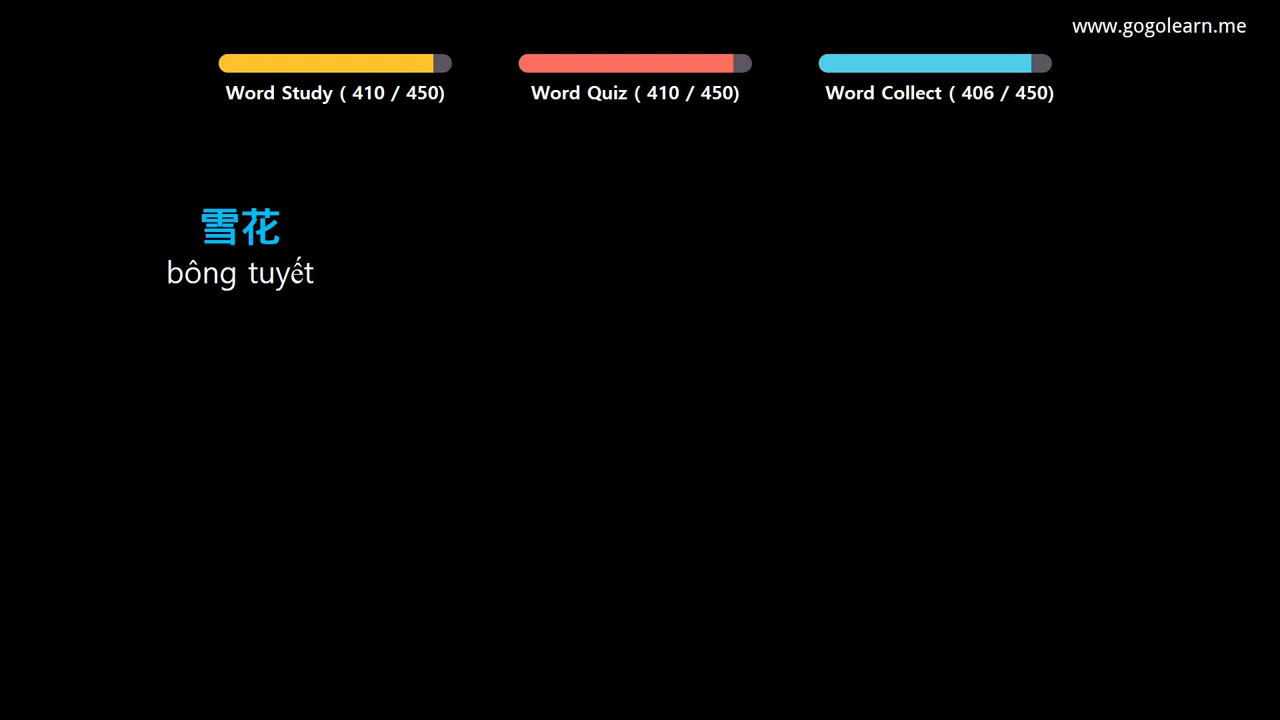 www.gogolearn.me
Word Study ( 410 / 450)
Word Quiz ( 410 / 450)
Word Collect ( 406 / 450)
雪花
bông tuyết